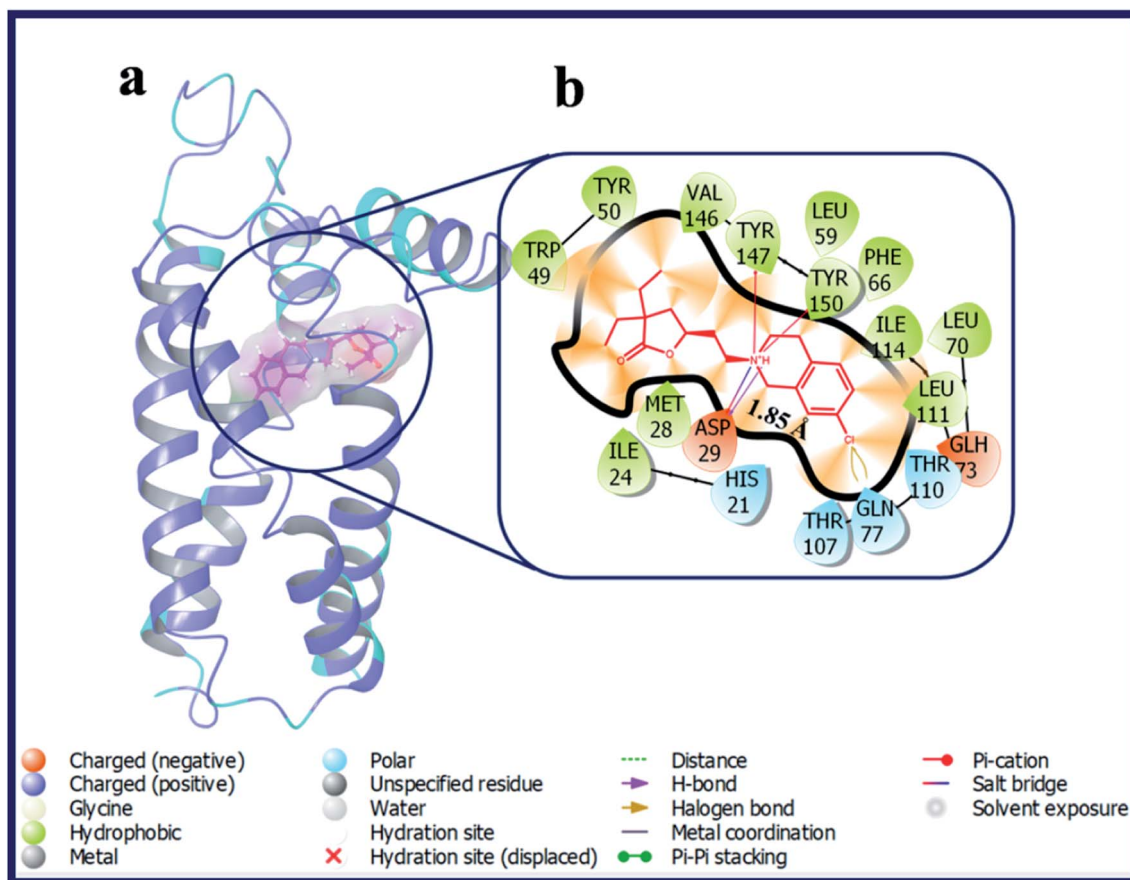 a
b
TYR
50
VAL
146
LEU
59
TRP
49
TYR
147
PHE
66
TYR
150
O
O
N⁺H
ILE
114
LEU
70
LEU
111
MET
28
ASP
29
1.85 Å
Cl
GLH
73
ILE
24
HIS
21
THR
110
THR
107
GLN
77
Charged (negative)
Charged (positive)
Glycine
Hydrophobic
Metal
Polar
Unspecified residue
Water
Hydration site
Hydration site (displaced)
Distance
H-bond
Halogen bond
Metal coordination
Pi-Pi stacking
Pi-cation
Salt bridge
Solvent exposure